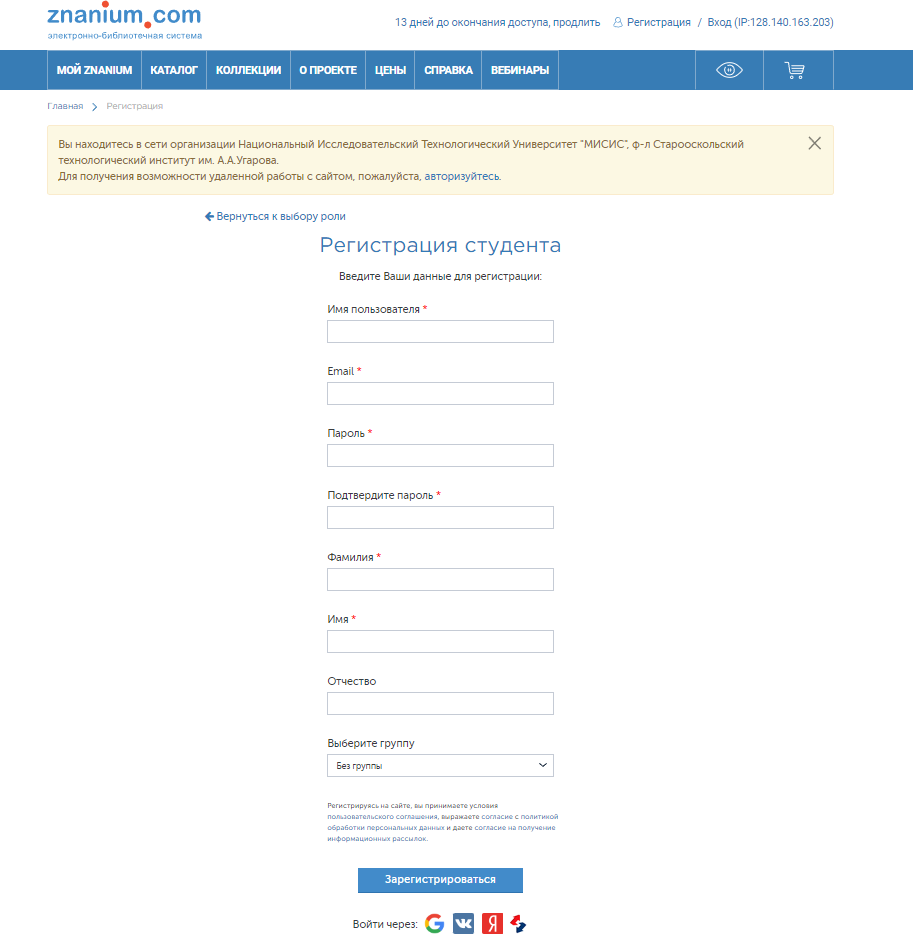 znanium.com
электронно-библиотечная система
13 дней до окончания доступа, продлить Регистрация / Вход (IP:128.140.163.203)
МОЙ ZNANIUM КАТАЛОГ КОЛЛЕКЦИИ О ПРОЕКТЕ ЦЕНЫ СПРАВКА ВЕБИНАРЫ
Главная > Регистрация
Вы находитесь в сети организации Национальный Исследовательский Технологический Университет "МИСИС", ф-л Старооскольский
технологический институт им. А.А.Угарова.
Для получения возможности удаленной работы с сайтом, пожалуйста, авторизуйтесь.
Вернуться к выбору роли
Регистрация студента
Введите Ваши данные для регистрации:
Имя пользователя *
Email *
Пароль *
Подтвердите пароль *
Фамилия *
Имя *
Отчество
Выберите группу
Без группы
Регистрируясь на сайте, вы принимаете условия
пользовательского соглашения, выражаете согласие с политикой
обработки персональных данных и даете согласие на получение
информационных рассылок.
Зарегистрироваться
Войти через: